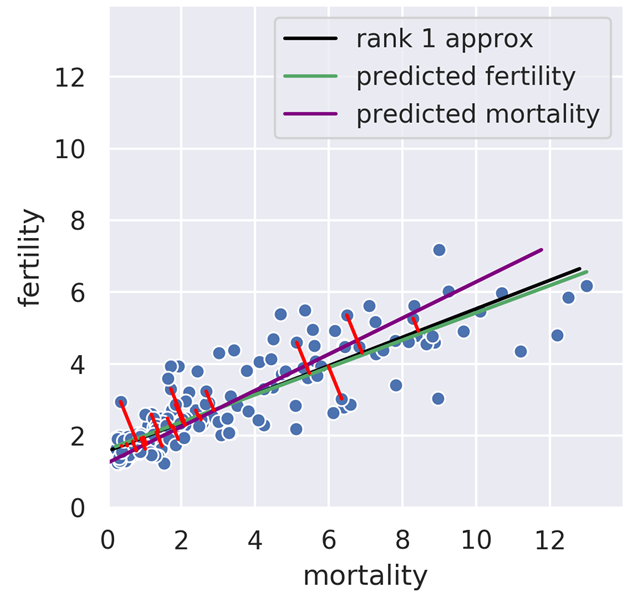 rank 1 approx
predicted fertility
predicted mortality
12
10
8
6
4
2
0
fertility
0 2 4 6 8 10 12
mortality